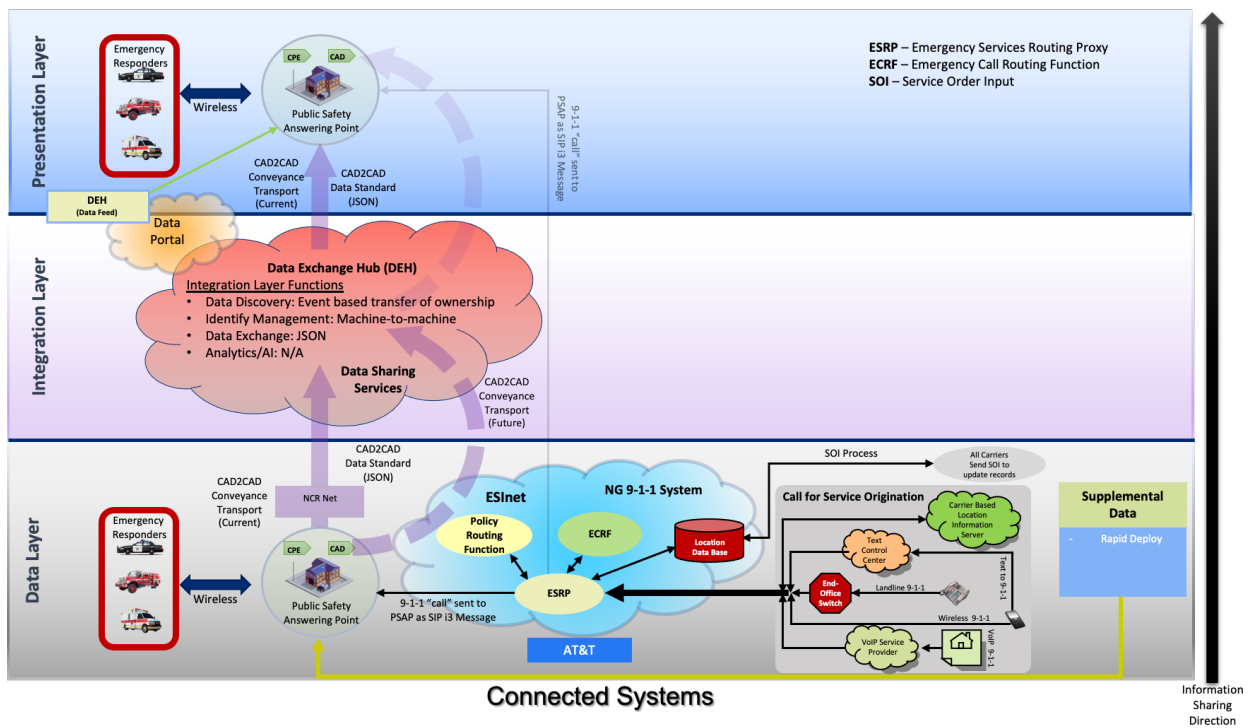 Presentation Layer
Emergency
Responders
Wireless
CPE
CAD
Public Safety
Answering Point
9-1-1 “call” sent to
PSAP as SIP i3 Message
ESRP – Emergency Services Routing Proxy
ECRF – Emergency Call Routing Function
SOI – Service Order Input
CAD2CAD
Conveyance
Transport
(Current)
CAD2CAD
Data Standard
(JSON)
DEH
(Data Feed)
Data
Portal
Integration Layer
Data Exchange Hub (DEH)
Integration Layer Functions
• Data Discovery: Event based transfer of ownership
• Identify Management: Machine-to-machine
• Data Exchange: JSON
• Analytics/AI: N/A
Data Sharing
Services
CAD2CAD
Conveyance
Transport
(Future)
Data Layer
CAD2CAD
Data Standard
(JSON)
CAD2CAD
Conveyance
Transport
(Current)
NCR Net
Emergency
Responders
Wireless
CPE
CAD
Public Safety
Answering Point
9-1-1 “call” sent to
PSAP as SIP i3 Message
ESInet
NG 9-1-1 System
Policy
Routing
Function
ECRF
Location
Data Base
ESRP
AT&T
SOI Process
All Carriers
Send SOI to
update records
Call for Service Origination
Carrier Based
Location
Information
Server
Text
Control
Center
Text to 9-1-1
End-
Office
Switch
Landline 9-1-1
Wireless 9-1-1
VoIP Service
Provider
VoIP 9-1-1
Supplemental
Data
- Rapid Deploy
Connected Systems
Information
Sharing
Direction